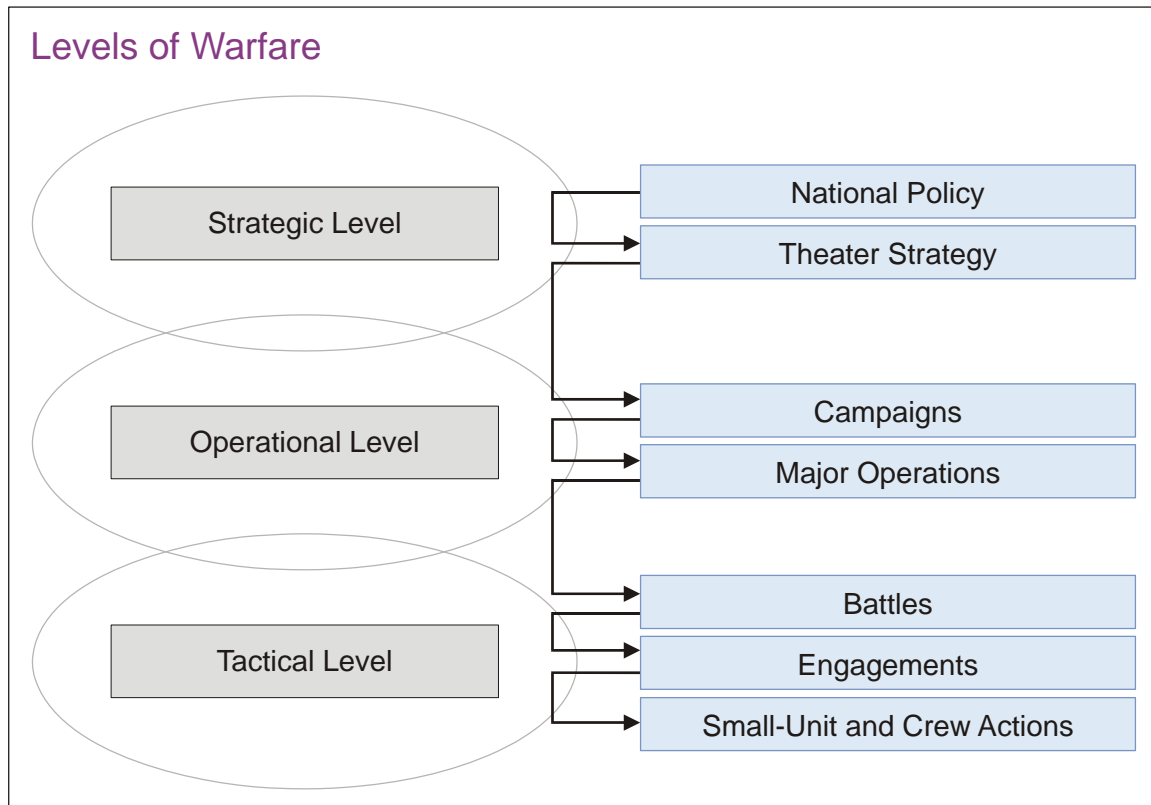 Levels of Warfare
Strategic Level
National Policy
Theater Strategy
Operational Level
Campaigns
Major Operations
Tactical Level
Battles
Engagements
Small-Unit and Crew Actions